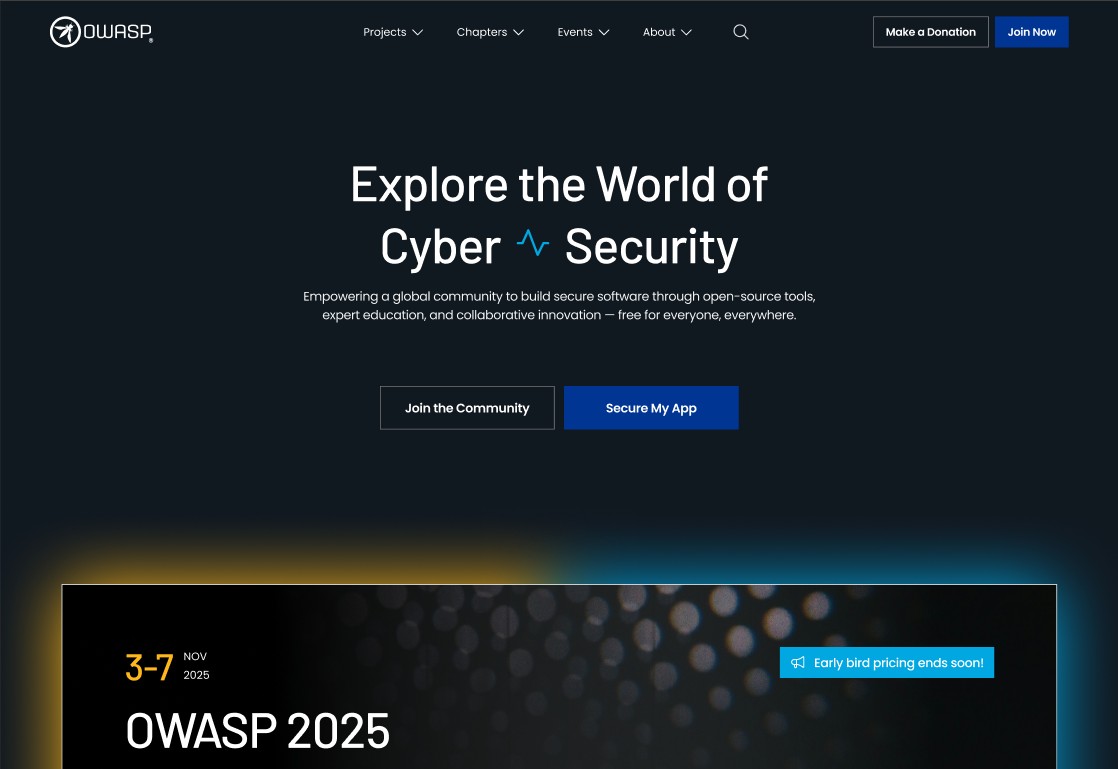 OWASP®
Projects
Chapters
Events
About
Make a Donation
Join Now
Explore the World of
Cyber Security
Empowering a global community to build secure software through open-source tools,
expert education, and collaborative innovation — free for everyone, everywhere.
Join the Community
Secure My App
3-7
NOV
2025
Early bird pricing ends soon!
OWASP 2025